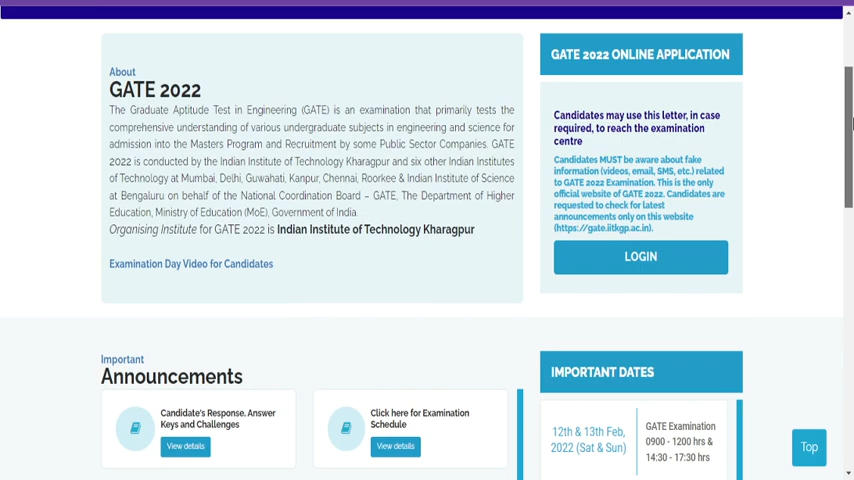 About
GATE 2022
The Graduate Aptitude Test in Engineering (GATE) is an examination that primarily tests the
comprehensive understanding of various undergraduate subjects in engineering and science for
admission into the Masters Program and Recruitment by some Public Sector Companies. GATE
2022 is conducted by the Indian Institute of Technology Kharagpur and six other Indian Institutes
of Technology at Mumbai, Delhi, Guwahati, Kanpur, Chennai, Roorkee & Indian Institute of Science
at Bengaluru on behalf of the National Coordination Board – GATE, The Department of Higher
Education, Ministry of Education (MoE), Government of India.
Organising Institute for GATE 2022 is Indian Institute of Technology Kharagpur
Examination Day Video for Candidates
GATE 2022 ONLINE APPLICATION
Candidates may use this letter, in case
required, to reach the examination
centre
Candidates MUST be aware about fake
information (videos, email, SMS, etc.) related
to GATE 2022 Examination. This is the only
official website of GATE 2022. Candidates are
requested to check for latest
announcements only on this website
(https://gate.iitkgp.ac.in).
LOGIN
Important
Announcements
Candidate's Response, Answer
Keys and Challenges
View details
Click here for Examination
Schedule
View details
IMPORTANT DATES
12th & 13th Feb,
2022 (Sat & Sun)
GATE Examination
0900 - 1200 hrs &
14:30 - 17:30 hrs
Top